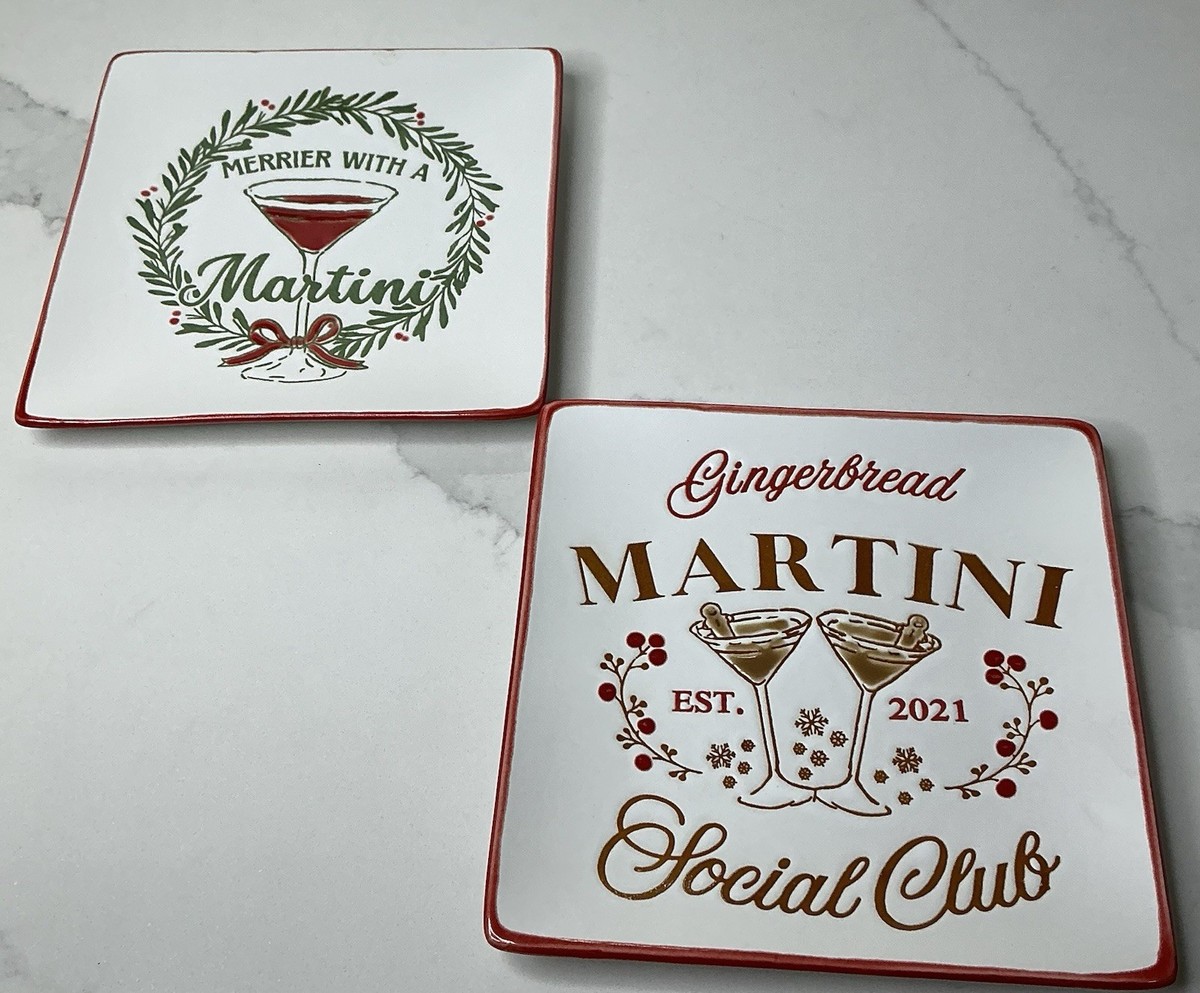 MERRIER WITH A
Martini
Gingerbread
MARTINI
EST. 2021
Social Club